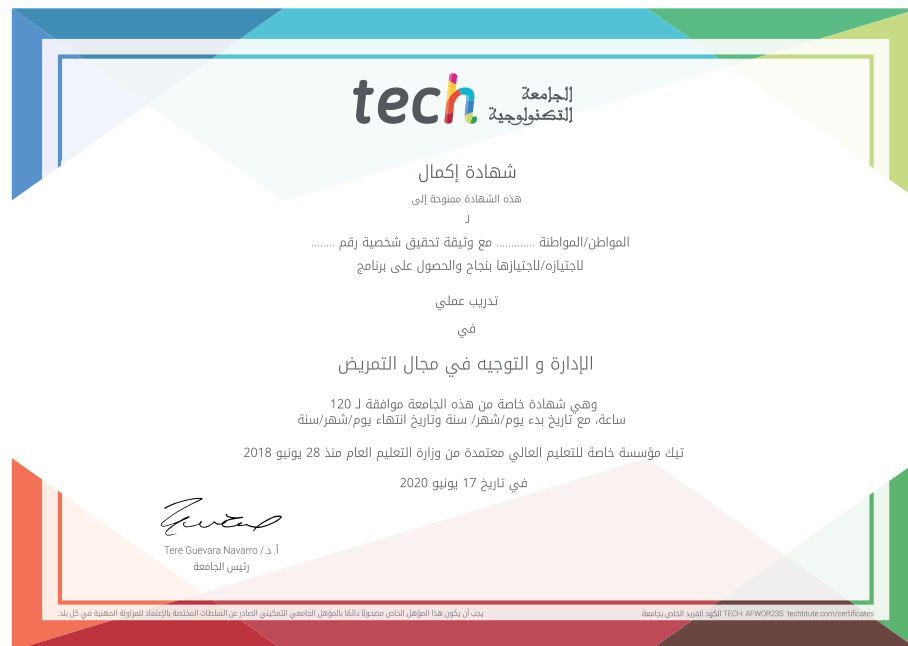 tech
الجامعة
التكنولوجية
شهادة إكمال
هذه الشهادة ممنوحة إلى
لـ
المواطن/المواطنة ............ مع وثيقة تحقيق شخصية رقم ........
لاجتيازه/لاجتيازها بنجاح والحصول على برنامج
تدريب عملي
في
الإدارة و التوجيه في مجال التمريض
وهي شهادة خاصة من هذه الجامعة موافقة لـ 120
ساعة، مع تاريخ بدء يوم/شهر/ سنة وتاريخ انتهاء يوم/شهر/سنة
تيك مؤسسة خاصة للتعليم العالي معتمدة من وزارة التعليم العام منذ 28 يونيو 2018
في تاريخ 17 يونيو 2020
أ.د./ Tere Guevara Navarro
رئيس الجامعة
يجب أن يكون هذا المؤهل الخاص مصحوبًا دائمًا بالمؤهل الجامعي التمكيني الصادر عن السلطات المختصة بالإعتماد للمزاولة المهنية في كل بلد.
الكود الفريد الخاص بجامعة TECH: AFWOR23S techtitute.com/certificates